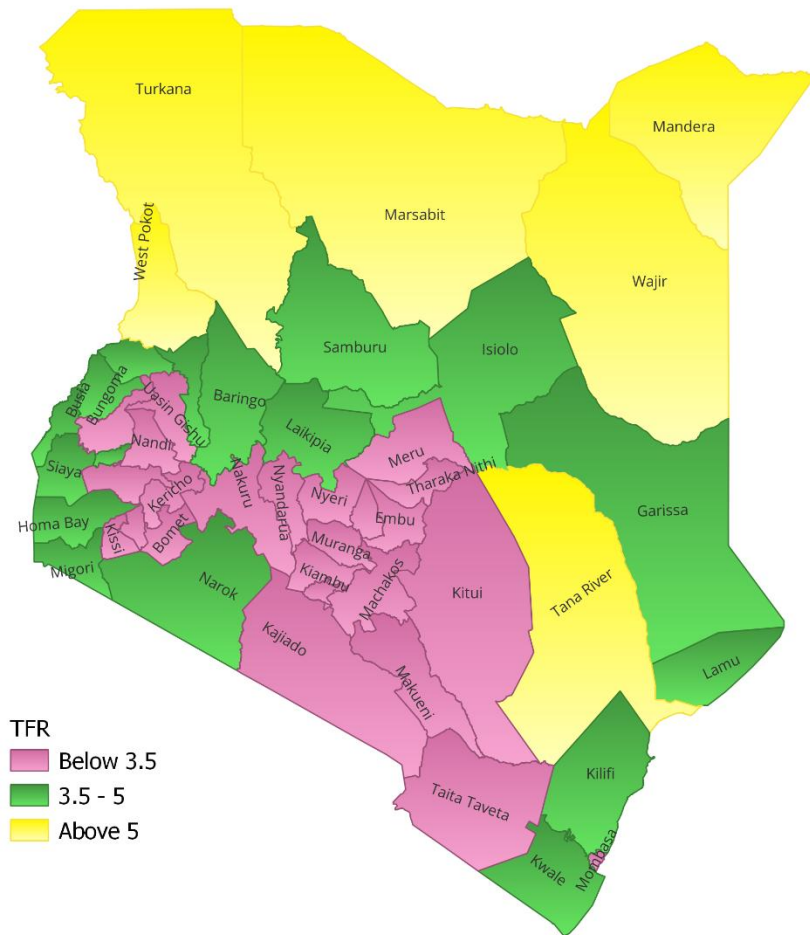 Turkana
Mandera
Marsabit
West Pokot
Wajir
Samburu
Isiolo
Busia
Bungoma
Uasin Gishu
Baringo
Laikipia
Nandi
Meru
Siaya
Tharaka Nithi
Kericho
Nakuru
Nyandarua
Nyeri
Embu
Garissa
Homa Bay
Kissi
Bomet
Muranga
Migori
Narok
Kiambu
Machakos
Kitui
Tana River
Kajiado
Makueni
Lamu
Kilifi
Taita Taveta
Kwale
Mombasa
TFR
Below 3.5
3.5 - 5
Above 5